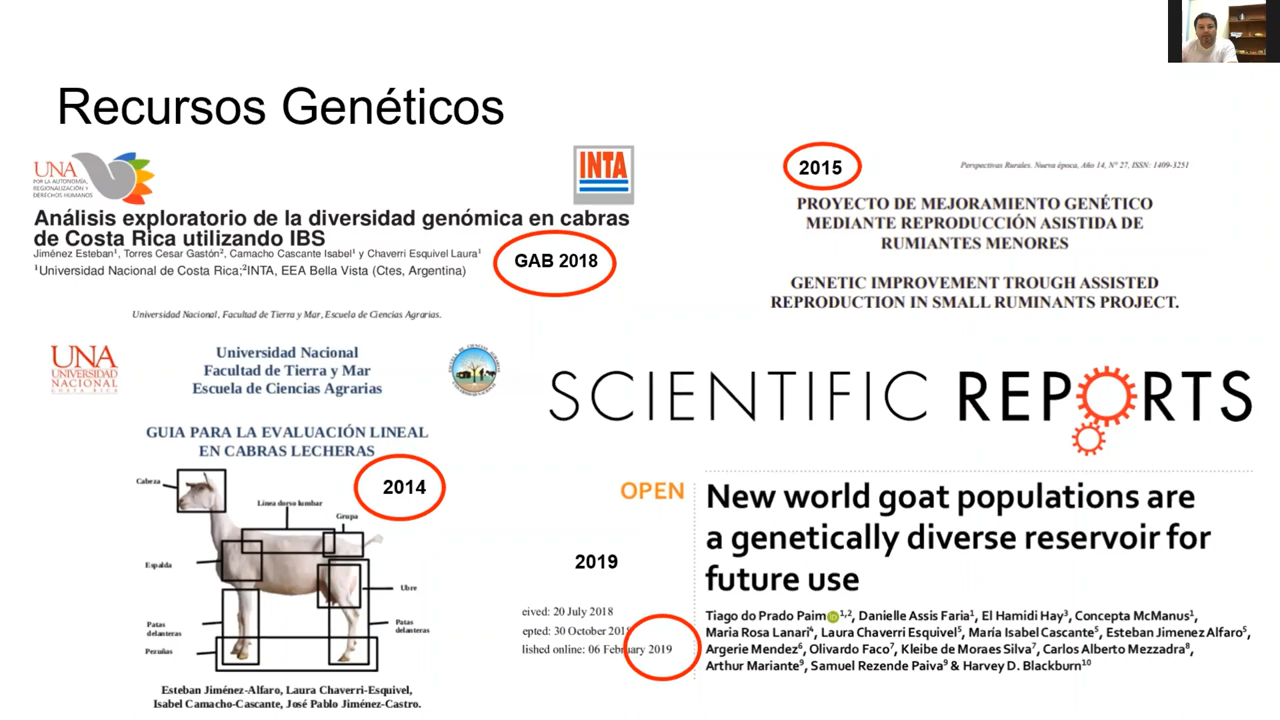 Recursos Genéticos
UNA
POR LA AUTONOMÍA,
REGIONALIZACIÓN Y
DERECHOS HUMANOS
INTA
Análisis exploratorio de la diversidad genómica en cabras
de Costa Rica utilizando IBS
Jiménez Esteban¹, Torres Cesar Gastón², Camacho Cascante Isabel¹ y Chaverri Esquivel Laura¹
¹Universidad Nacional de Costa Rica;²INTA, EEA Bella Vista (Ctes, Argentina)
GAB 2018
2015
Perspectivas Rurales. Nueva época, Año 14, N° 27, ISSN: 1409-3251
PROYECTO DE MEJORAMIENTO GENÉTICO
MEDIANTE REPRODUCCIÓN ASISTIDA DE
RUMIANTES MENORES
GENETIC IMPROVEMENT TROUGH ASSISTED
REPRODUCTION IN SMALL RUMINANTS PROJECT.
Universidad Nacional, Facultad de Tierra y Mar, Escuela de Ciencias Agrarias.
UNA
UNIVERSIDAD
NACIONAL
COSTA RICA
Universidad Nacional
Facultad de Tierra y Mar
Escuela de Ciencias Agrarias
GUIA PARA LA EVALUACIÓN LINEAL
EN CABRAS LECHERAS
2014
Cabeza
Línea dorso lumbar
Grupa
Espalda
Ubre
Patas
delanteras
Patas
delanteras
Pezuñas
Esteban Jiménez-Alfaro, Laura Chaverri-Esquivel,
Isabel Camacho-Cascante, José Pablo Jiménez-Castro.
SCIENTIFIC REPORTS
OPEN
New world goat populations are
a genetically diverse reservoir for
future use
2019
eived: 20 July 2018
epted: 30 October 2018
lished online: 06 February 2019
Tiago do Prado Paim¹,², Danielle Assis Faria¹, El Hamidi Hay³, Concepta McManus¹,
Maria Rosa Lanari⁴, Laura Chaverri Esquivel⁵, María Isabel Cascante⁵, Esteban Jimenez Alfaro⁵,
Argerie Mendez⁶, Olivardo Faco⁷, Kleibe de Moraes Silva⁷, Carlos Alberto Mezzadra⁸,
Arthur Mariante⁹, Samuel Rezende Paiva⁹ & Harvey D. Blackburn¹⁰